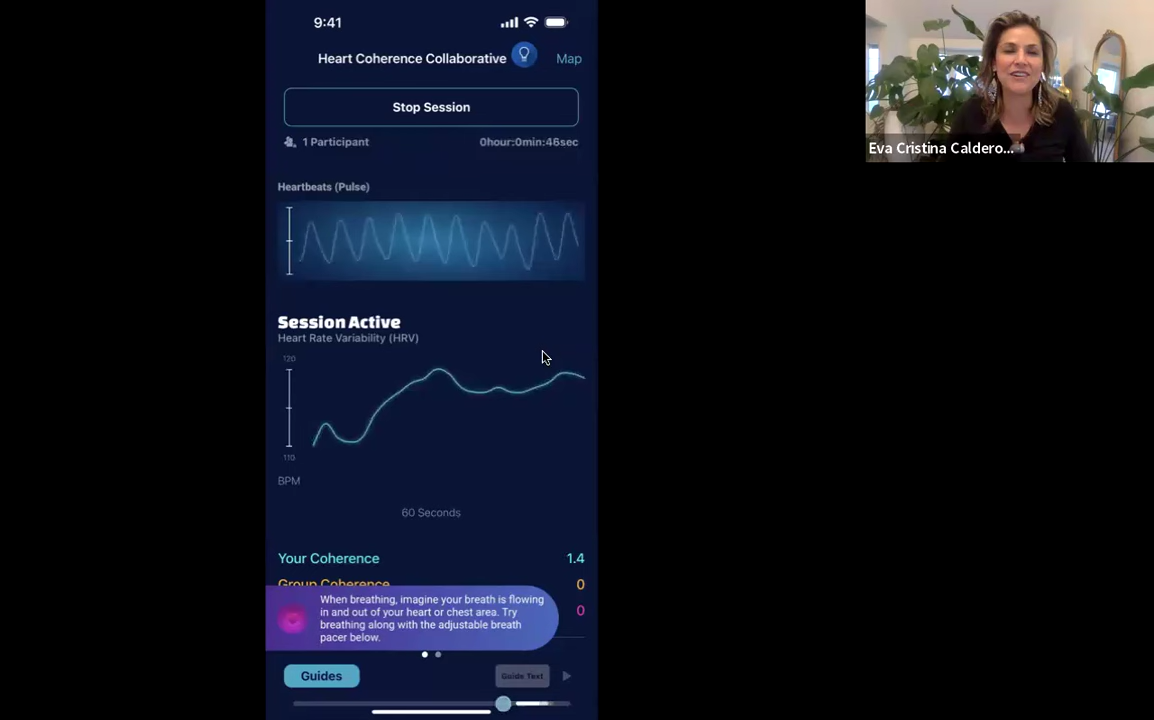 9:41
Heart Coherence Collaborative
Map
Stop Session
1 Participant
0hour:0min:46sec
Heartbeats (Pulse)
Session Active
Heart Rate Variability (HRV)
120
110
BPM
60 Seconds
Your Coherence
1.4
Group Coherence
0
0
When breathing, imagine your breath is flowing
in and out of your heart or chest area. Try
breathing along with the adjustable breath
pacer below.
Guides
Guide Text
Eva Cristina Caldero...